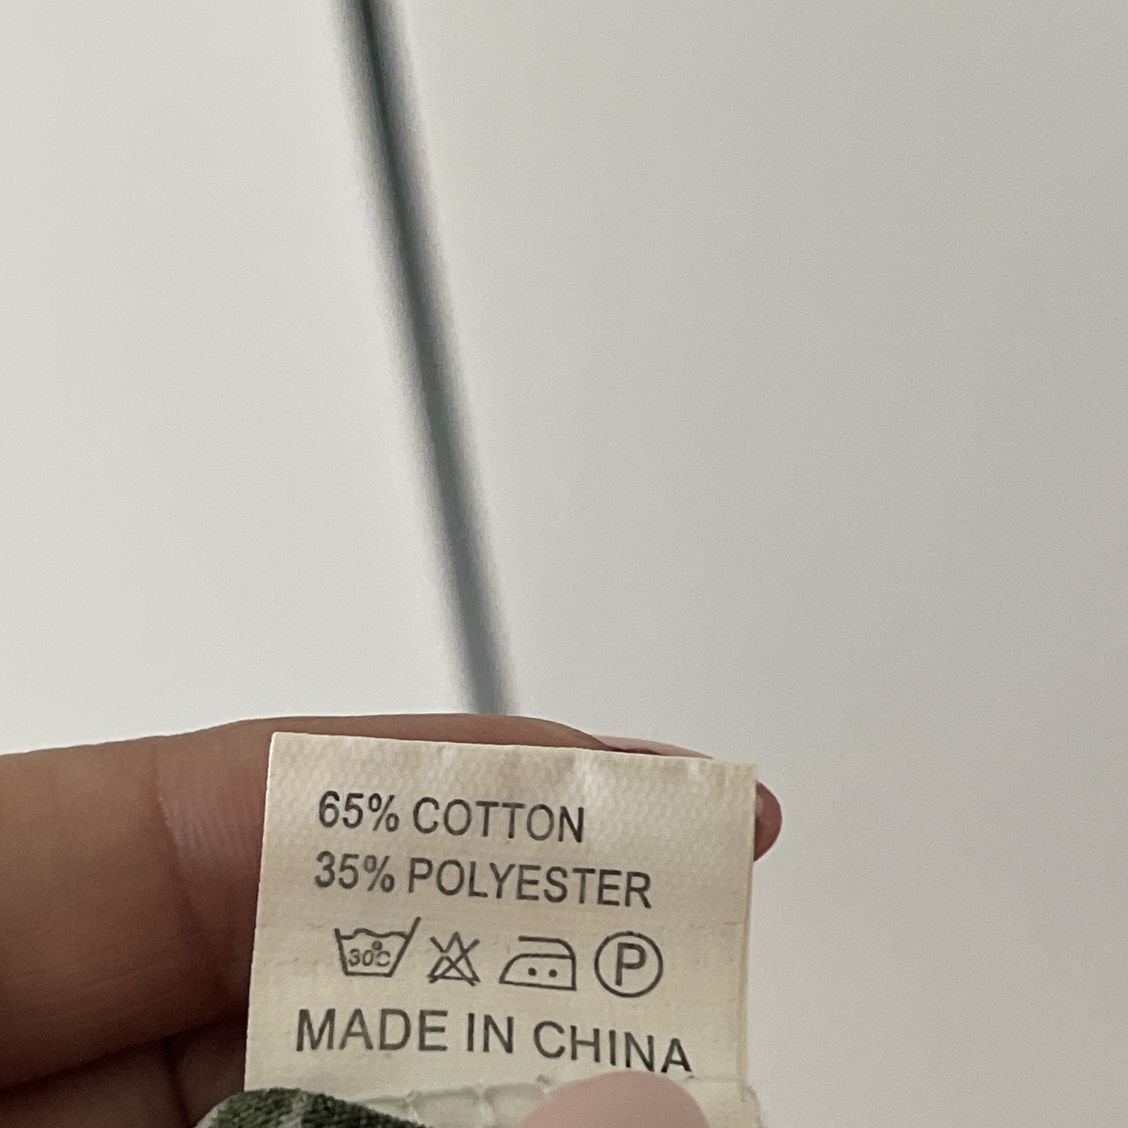 65% COTTON
35% POLYESTER
30°C P
MADE IN CHINA